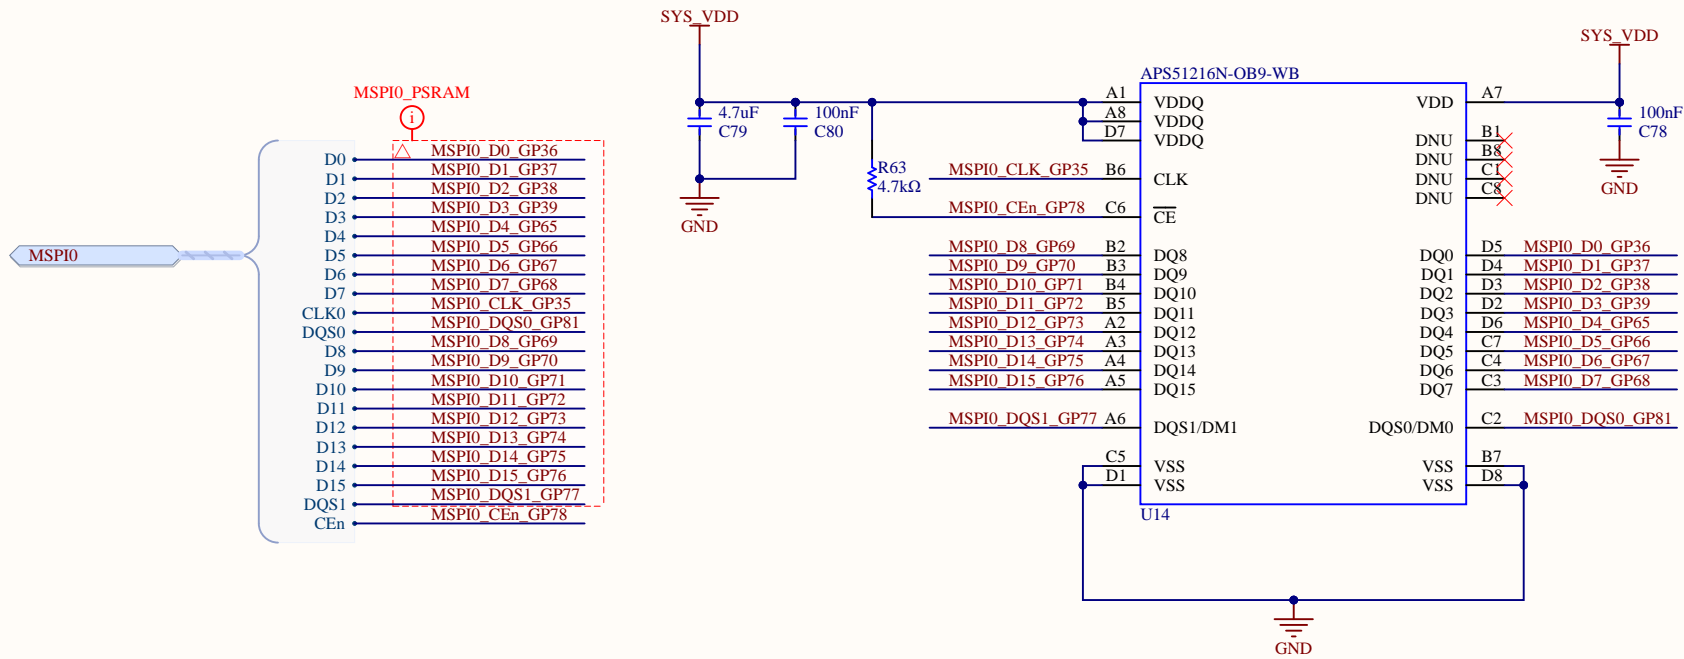 MSPI0
MSPI0_PSRAM
i
D0 MSPI0_D0_GP36
D1 MSPI0_D1_GP37
D2 MSPI0_D2_GP38
D3 MSPI0_D3_GP39
D4 MSPI0_D4_GP65
D5 MSPI0_D5_GP66
D6 MSPI0_D6_GP67
D7 MSPI0_D7_GP68
CLK0 MSPI0_CLK_GP35
DQS0 MSPI0_DQS0_GP81
D8 MSPI0_D8_GP69
D9 MSPI0_D9_GP70
D10 MSPI0_D10_GP71
D11 MSPI0_D11_GP72
D12 MSPI0_D12_GP73
D13 MSPI0_D13_GP74
D14 MSPI0_D14_GP75
D15 MSPI0_D15_GP76
DQS1 MSPI0_DQS1_GP77
CEn MSPI0_CEn_GP78
SYS_VDD
4.7uF
C79
100nF
C80
GND
R63
4.7kΩ
APS51216N-OB9-WB
A1 VDDQ
A8 VDDQ
D7 VDDQ
MSPI0_CLK_GP35 B6 CLK
MSPI0_CEn_GP78 C6 CE
MSPI0_D8_GP69 B2 DQ8
MSPI0_D9_GP70 B3 DQ9
MSPI0_D10_GP71 B4 DQ10
MSPI0_D11_GP72 B5 DQ11
MSPI0_D12_GP73 A2 DQ12
MSPI0_D13_GP74 A3 DQ13
MSPI0_D14_GP75 A4 DQ14
MSPI0_D15_GP76 A5 DQ15
MSPI0_DQS1_GP77 A6 DQS1/DM1
C5 VSS
D1 VSS
U14
VDD A7
DNU B1
DNU B8
DNU C1
DNU C8
DQ0 D5 MSPI0_D0_GP36
DQ1 D4 MSPI0_D1_GP37
DQ2 D3 MSPI0_D2_GP38
DQ3 D2 MSPI0_D3_GP39
DQ4 D6 MSPI0_D4_GP65
DQ5 C7 MSPI0_D5_GP66
DQ6 C4 MSPI0_D6_GP67
DQ7 C3 MSPI0_D7_GP68
DQS0/DM0 C2 MSPI0_DQS0_GP81
VSS B7
VSS D8
GND
SYS_VDD
100nF
C78
GND